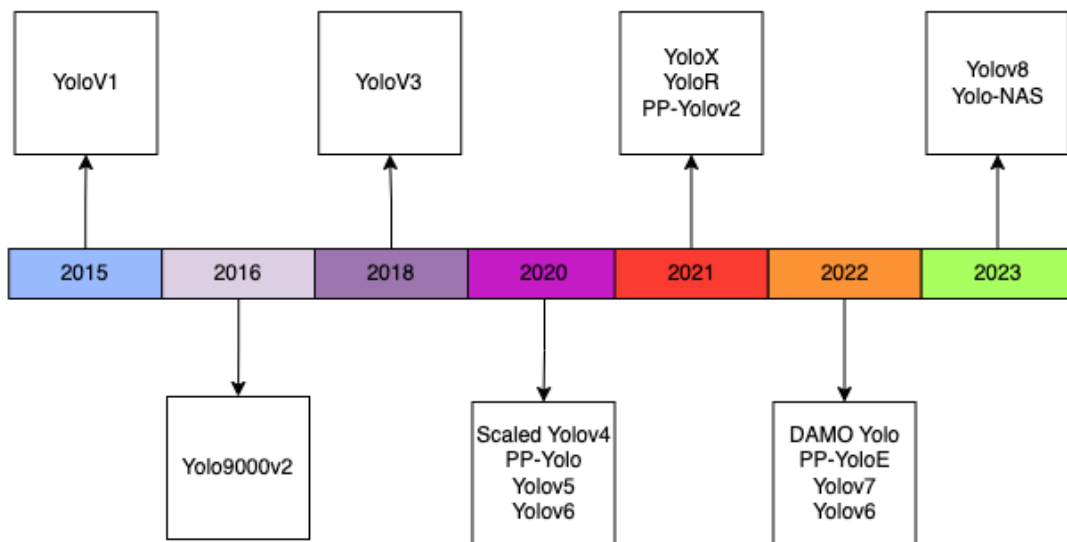 YoloV1
YoloV3
YoloX
YoloR
PP-Yolov2
Yolov8
Yolo-NAS
2015
2016
2018
2020
2021
2022
2023
Yolo9000v2
Scaled Yolov4
PP-Yolo
Yolov5
Yolov6
DAMO Yolo
PP-YoloE
Yolov7
Yolov6